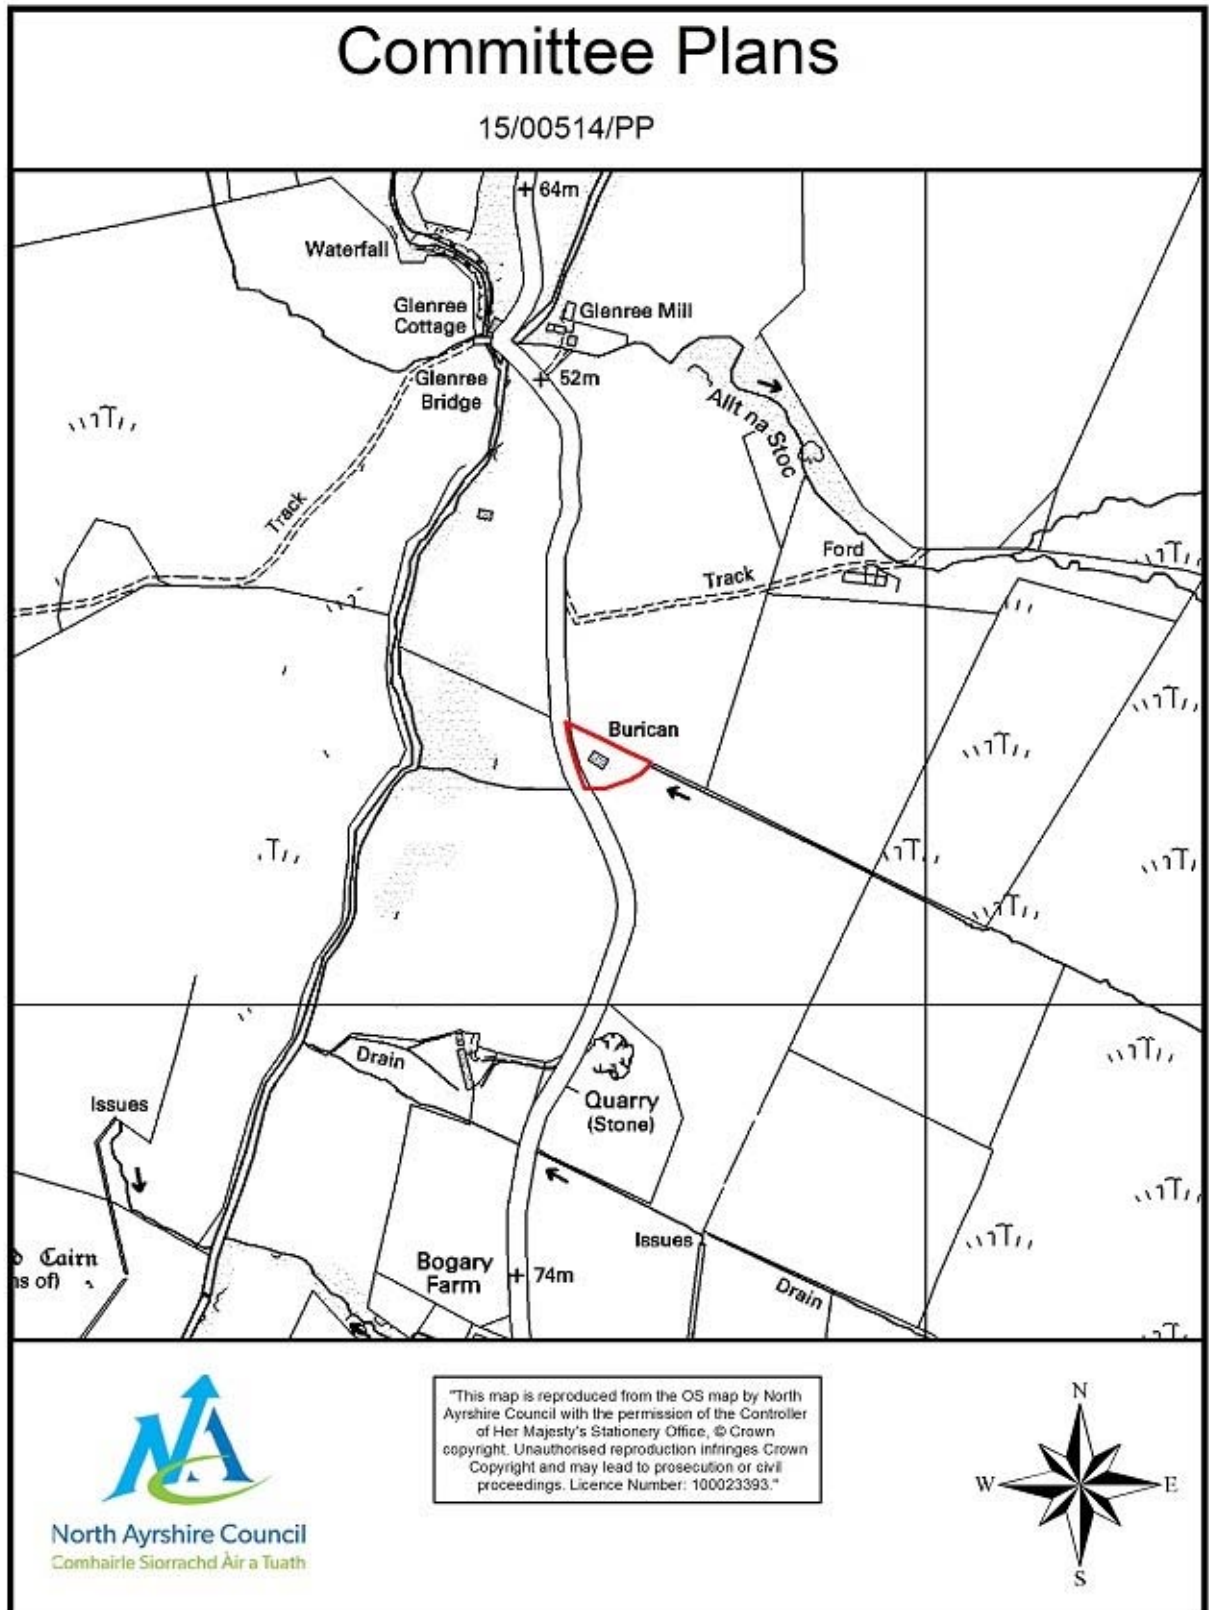 Committee Plans
15/00514/PP
64m
Waterfall
Glenree
Cottage
Glenree Mill
Glenree
Bridge
52m
Allt na Stoc
Track
Ford
Track
Burican
Drain
Quarry
(Stone)
Issues
Issues
Cairn
Bogary
Farm
74m
Drain
"This map is reproduced from the OS map by North
Ayrshire Council with the permission of the Controller
of Her Majesty's Stationery Office, © Crown
copyright. Unauthorised reproduction infringes Crown
Copyright and may lead to prosecution or civil
proceedings. Licence Number: 100023393."
North Ayrshire Council
Comhairle Siorrachd Àir a Tuath
N
W
E
S